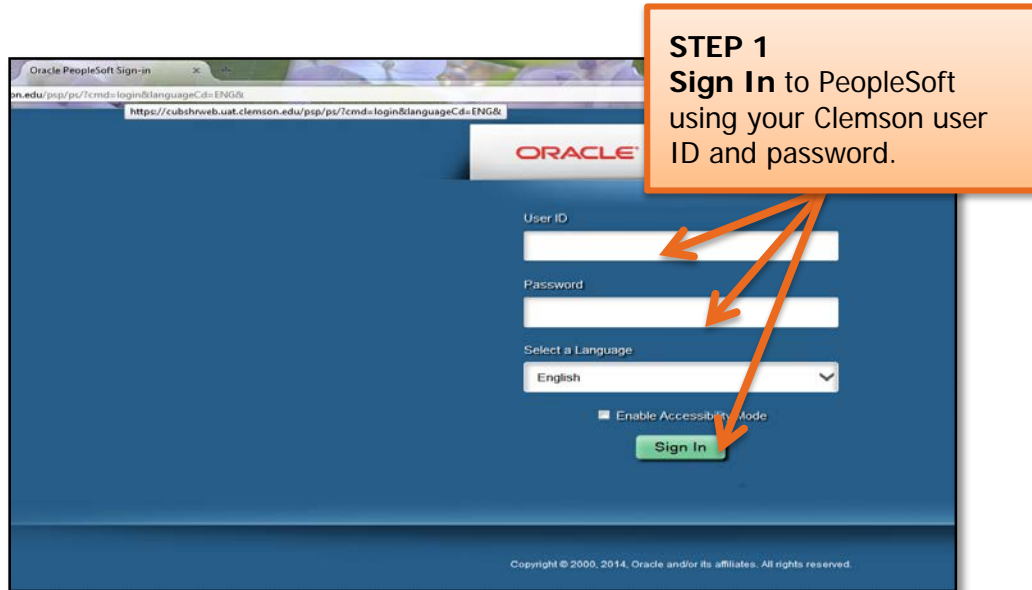 STEP 1
Sign In to PeopleSoft
using your Clemson user
ID and password.
Oracle PeopleSoft Sign-in
on.edu/psp/ps/?cmd=login&languageCd=ENG&
https://cubshrweb.uat.clemson.edu/psp/ps/?cmd=login&languageCd=ENG&
ORACLE
User ID
Password
Select a Language
English
Enable Accessibility Mode
Sign In
Copyright © 2000, 2014, Oracle and/or its affiliates. All rights reserved.